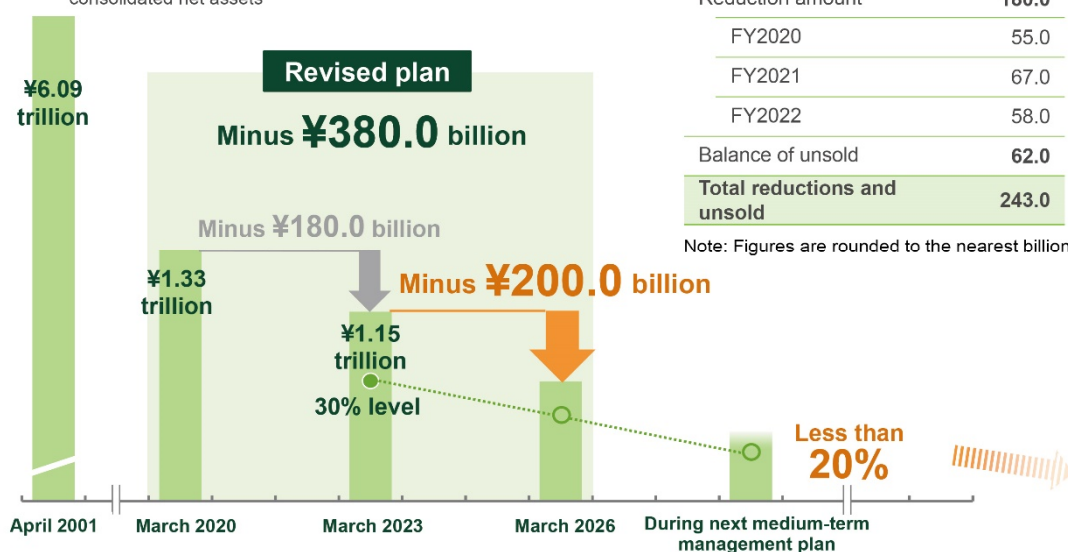 consolidated net assets
¥6.09
trillion
Revised plan
Minus ¥380.0 billion
Minus ¥180.0 billion
¥1.33
trillion
Minus ¥200.0 billion
¥1.15
trillion
30% level
Less than
20%
April 2001
March 2020
March 2023
March 2026
During next medium-term
management plan
Reduction amount 180.0
FY2020 55.0
FY2021 67.0
FY2022 58.0
Balance of unsold 62.0
Total reductions and
unsold 243.0
Note: Figures are rounded to the nearest billion